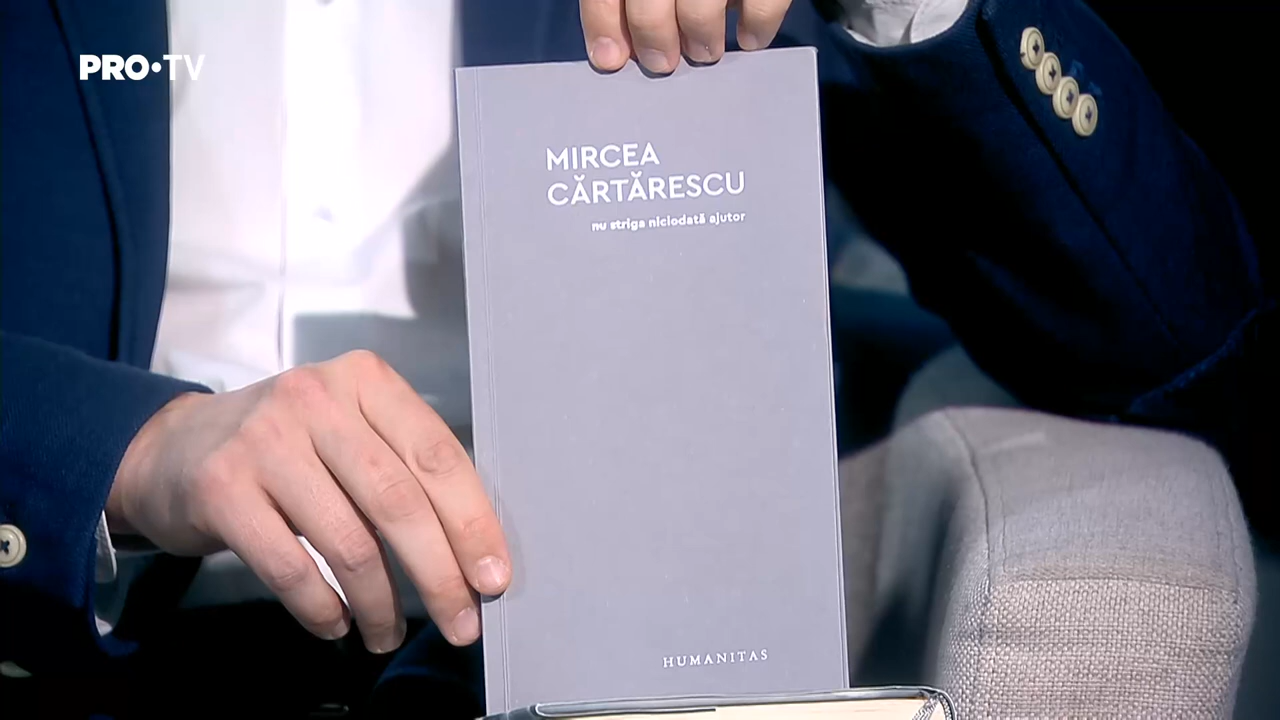 PRO•TV
MIRCEA
CĂRTĂRESCU
nu striga niciodată ajutor
HUMANITAS